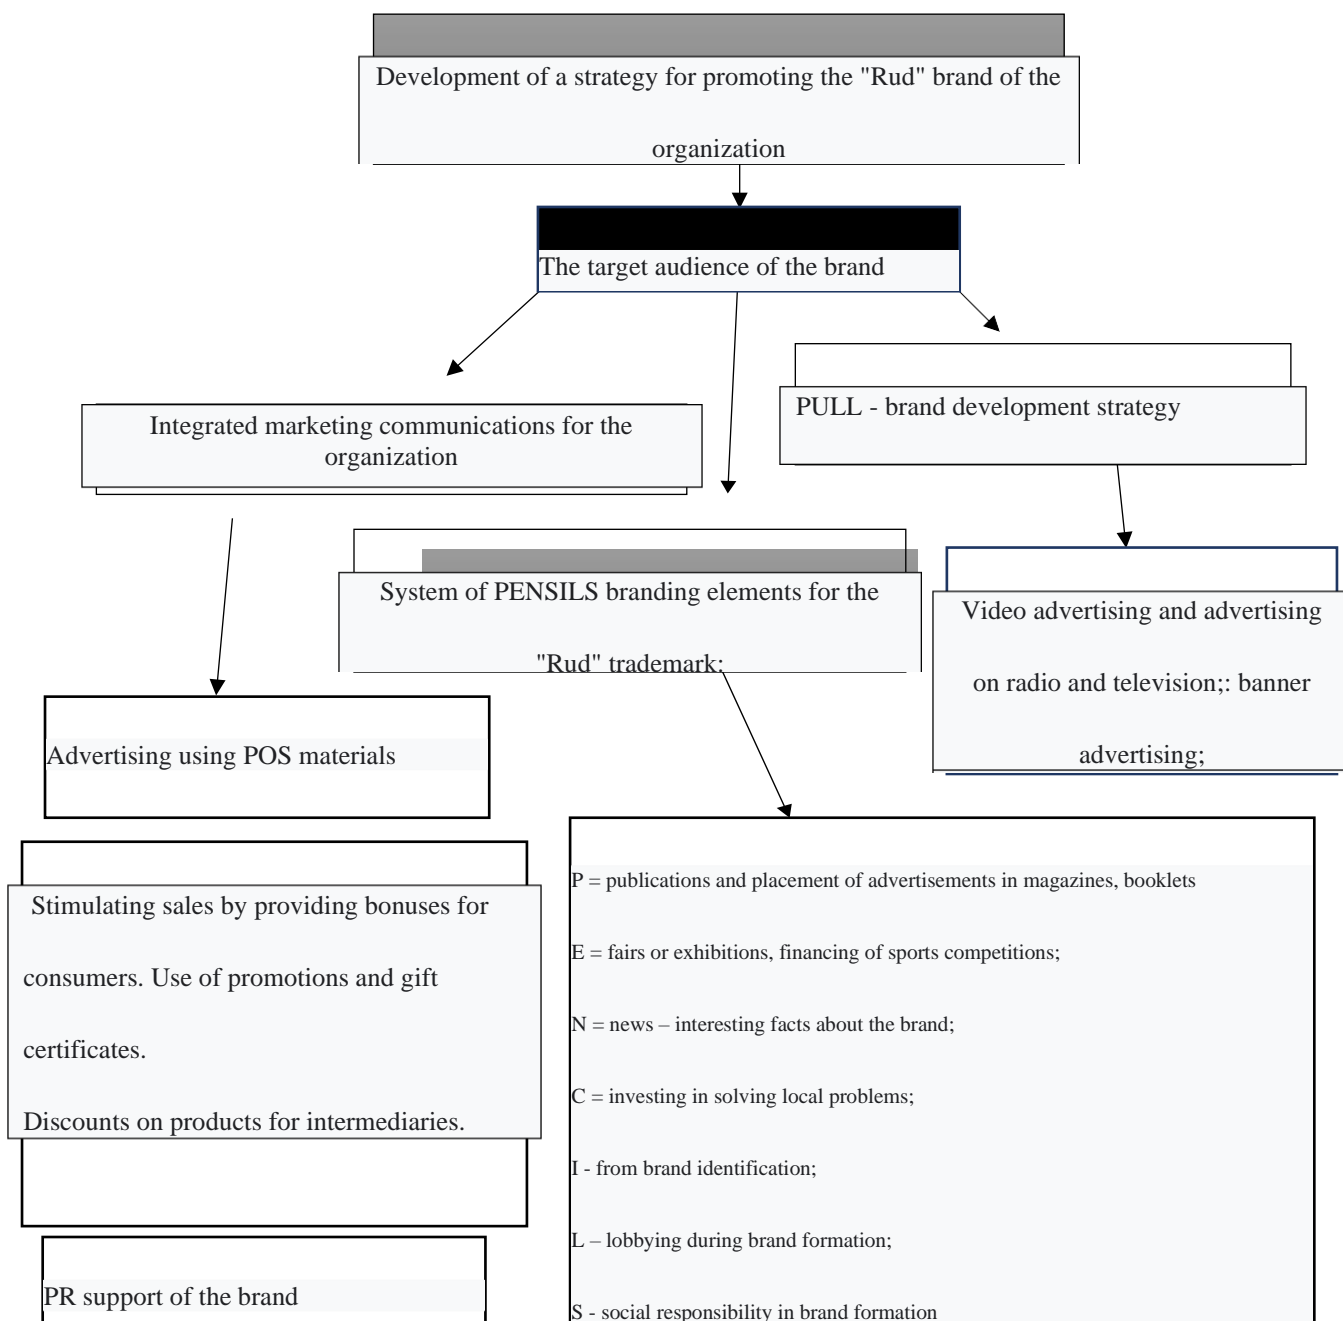 Development of a strategy for promoting the "Rud" brand of the
organization
The target audience of the brand
PULL - brand development strategy
Integrated marketing communications for the
organization
System of PENSILS branding elements for the
"Rud" trademark:
Video advertising and advertising
on radio and television;: banner
advertising;
Advertising using POS materials
Stimulating sales by providing bonuses for
consumers. Use of promotions and gift
certificates.
Discounts on products for intermediaries.
PR support of the brand
P = publications and placement of advertisements in magazines, booklets
E = fairs or exhibitions, financing of sports competitions;
N = news – interesting facts about the brand;
C = investing in solving local problems;
I - from brand identification;
L – lobbying during brand formation;
S - social responsibility in brand formation